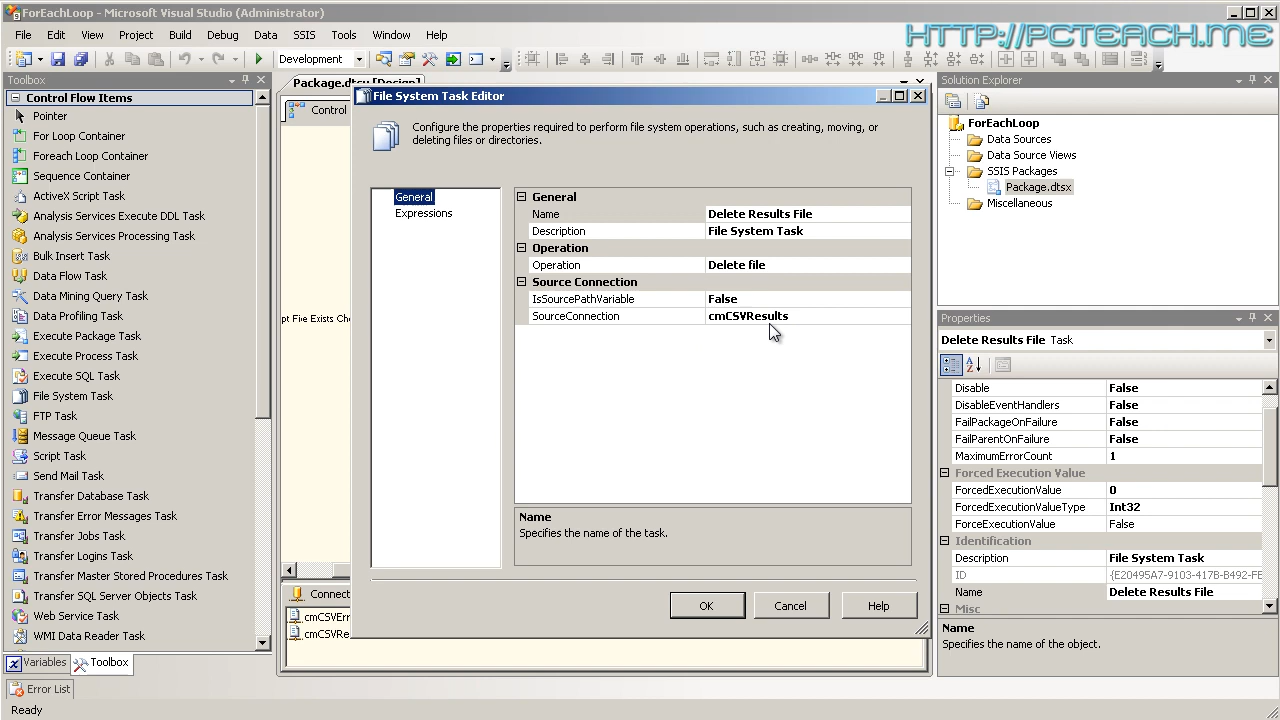 ForEachLoop - Microsoft Visual Studio (Administrator)
HTTP://PCTEACH.ME
File Edit View Project Build Debug Data SSIS Tools Window Help
Development
Toolbox
Control Flow Items
Pointer
For Loop Container
Foreach Loop Container
Sequence Container
ActiveX Script Task
Analysis Services Execute DDL Task
Analysis Services Processing Task
Bulk Insert Task
Data Flow Task
Data Mining Query Task
Data Profiling Task
Execute Package Task
Execute Process Task
Execute SQL Task
File System Task
FTP Task
Message Queue Task
Script Task
Send Mail Task
Transfer Database Task
Transfer Error Messages Task
Transfer Jobs Task
Transfer Logins Task
Transfer Master Stored Procedures Task
Transfer SQL Server Objects Task
Web Service Task
WMI Data Reader Task
Variables Toolbox
Error List
Ready
Package.dtsx [Design]
Control
pt File Exists Ch
Connect
cmCSVErr
cmCSVRe
File System Task Editor
Configure the properties required to perform file system operations, such as creating, moving, or
deleting files or directories.
General
Expressions
General
Name Delete Results File
Description File System Task
Operation
Operation Delete file
Source Connection
IsSourcePathVariable False
SourceConnection cmCSVResults
Name
Specifies the name of the task.
OK Cancel Help
Solution Explorer
ForEachLoop
Data Sources
Data Source Views
SSIS Packages
Package.dtsx
Miscellaneous
Properties
Delete Results File Task
Disable False
DisableEventHandlers False
FailPackageOnFailure False
FailParentOnFailure False
MaximumErrorCount 1
Forced Execution Value
ForcedExecutionValue 0
ForcedExecutionValueType Int32
ForceExecutionValue False
Identification
Description File System Task
ID {E20495A7-9103-417B-B492-FE
Name Delete Results File
Misc
Name
Specifies the name of the object.